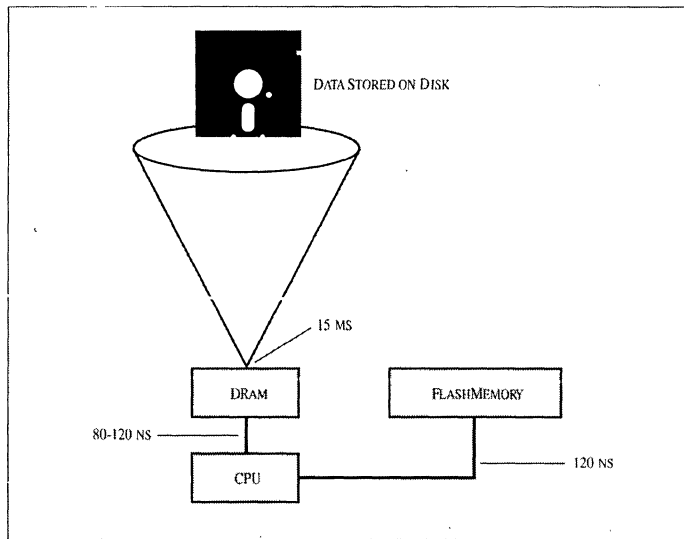 DATA STORED ON DISK
15 MS
DRAM
FLASHMEMORY
80-120 NS
120 NS
CPU